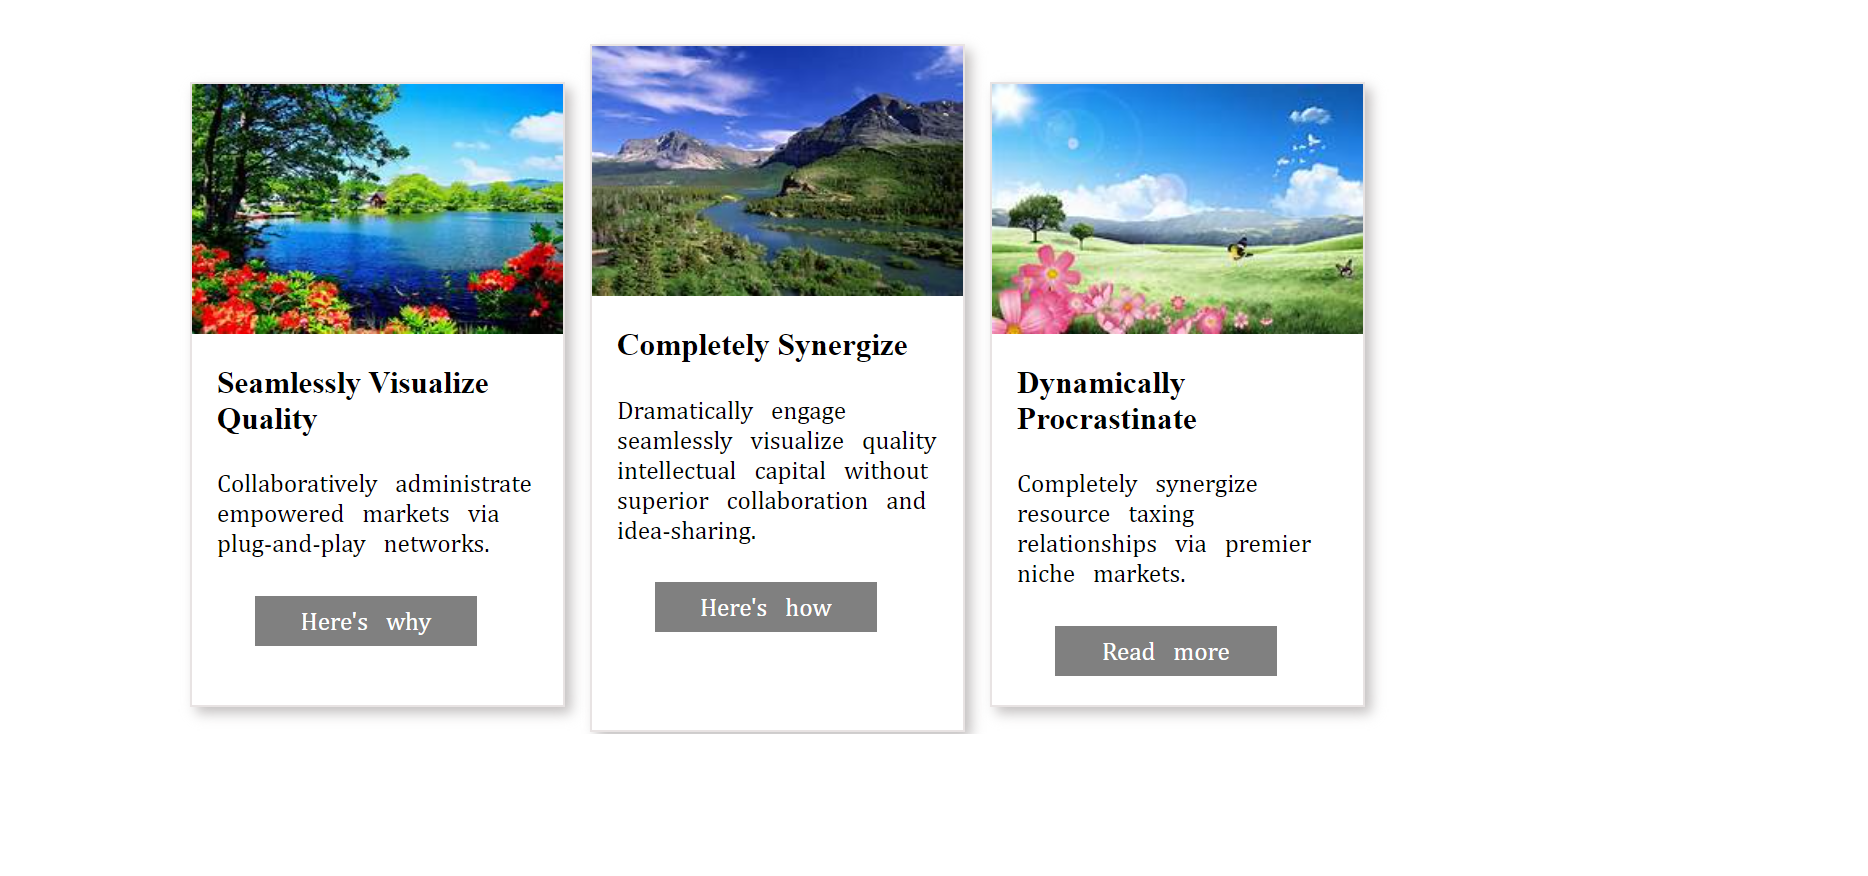 Seamlessly Visualize
Quality
Collaboratively administrate
empowered markets via
plug-and-play networks.
Here's why
Completely Synergize
Dramatically engage
seamlessly visualize quality
intellectual capital without
superior collaboration and
idea-sharing.
Here's how
Dynamically
Procrastinate
Completely synergize
resource taxing
relationships via premier
niche markets.
Read more